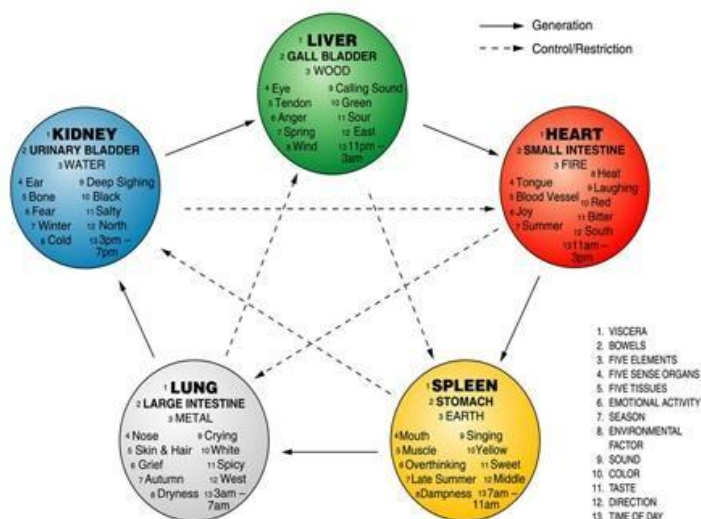 Generation
Control/Restriction
1 LIVER
2 GALL BLADDER
3 WOOD
4 Eye
5 Tendon
6 Anger
7 Spring
8 Wind
9 Calling Sound
10 Green
11 Sour
12 East
13 11pm –
3am
1 KIDNEY
2 URINARY BLADDER
3 WATER
4 Ear
5 Bone
6 Fear
7 Winter
8 Cold
9 Deep Sighing
10 Black
11 Salty
12 North
13 3pm –
7pm
1 HEART
2 SMALL INTESTINE
3 FIRE
4 Tongue
5 Blood Vessel
6 Joy
7 Summer
8 Heat
9 Laughing
10 Red
11 Bitter
12 South
13 11am –
3pm
1 LUNG
2 LARGE INTESTINE
3 METAL
4 Nose
5 Skin & Hair
6 Grief
7 Autumn
8 Dryness
9 Crying
10 White
11 Spicy
12 West
13 3am –
7am
1 SPLEEN
2 STOMACH
3 EARTH
4 Mouth
5 Muscle
6 Overthinking
7 Late Summer
8 Dampness
9 Singing
10 Yellow
11 Sweet
12 Middle
13 7am –
11am
1. VISCERA
2. BOWELS
3. FIVE ELEMENTS
4. FIVE SENSE ORGANS
5. FIVE TISSUES
6. EMOTIONAL ACTIVITY
7. SEASON
8. ENVIRONMENTAL
FACTOR
9. SOUND
10. COLOR
11. TASTE
12. DIRECTION
13. TIME OF DAY